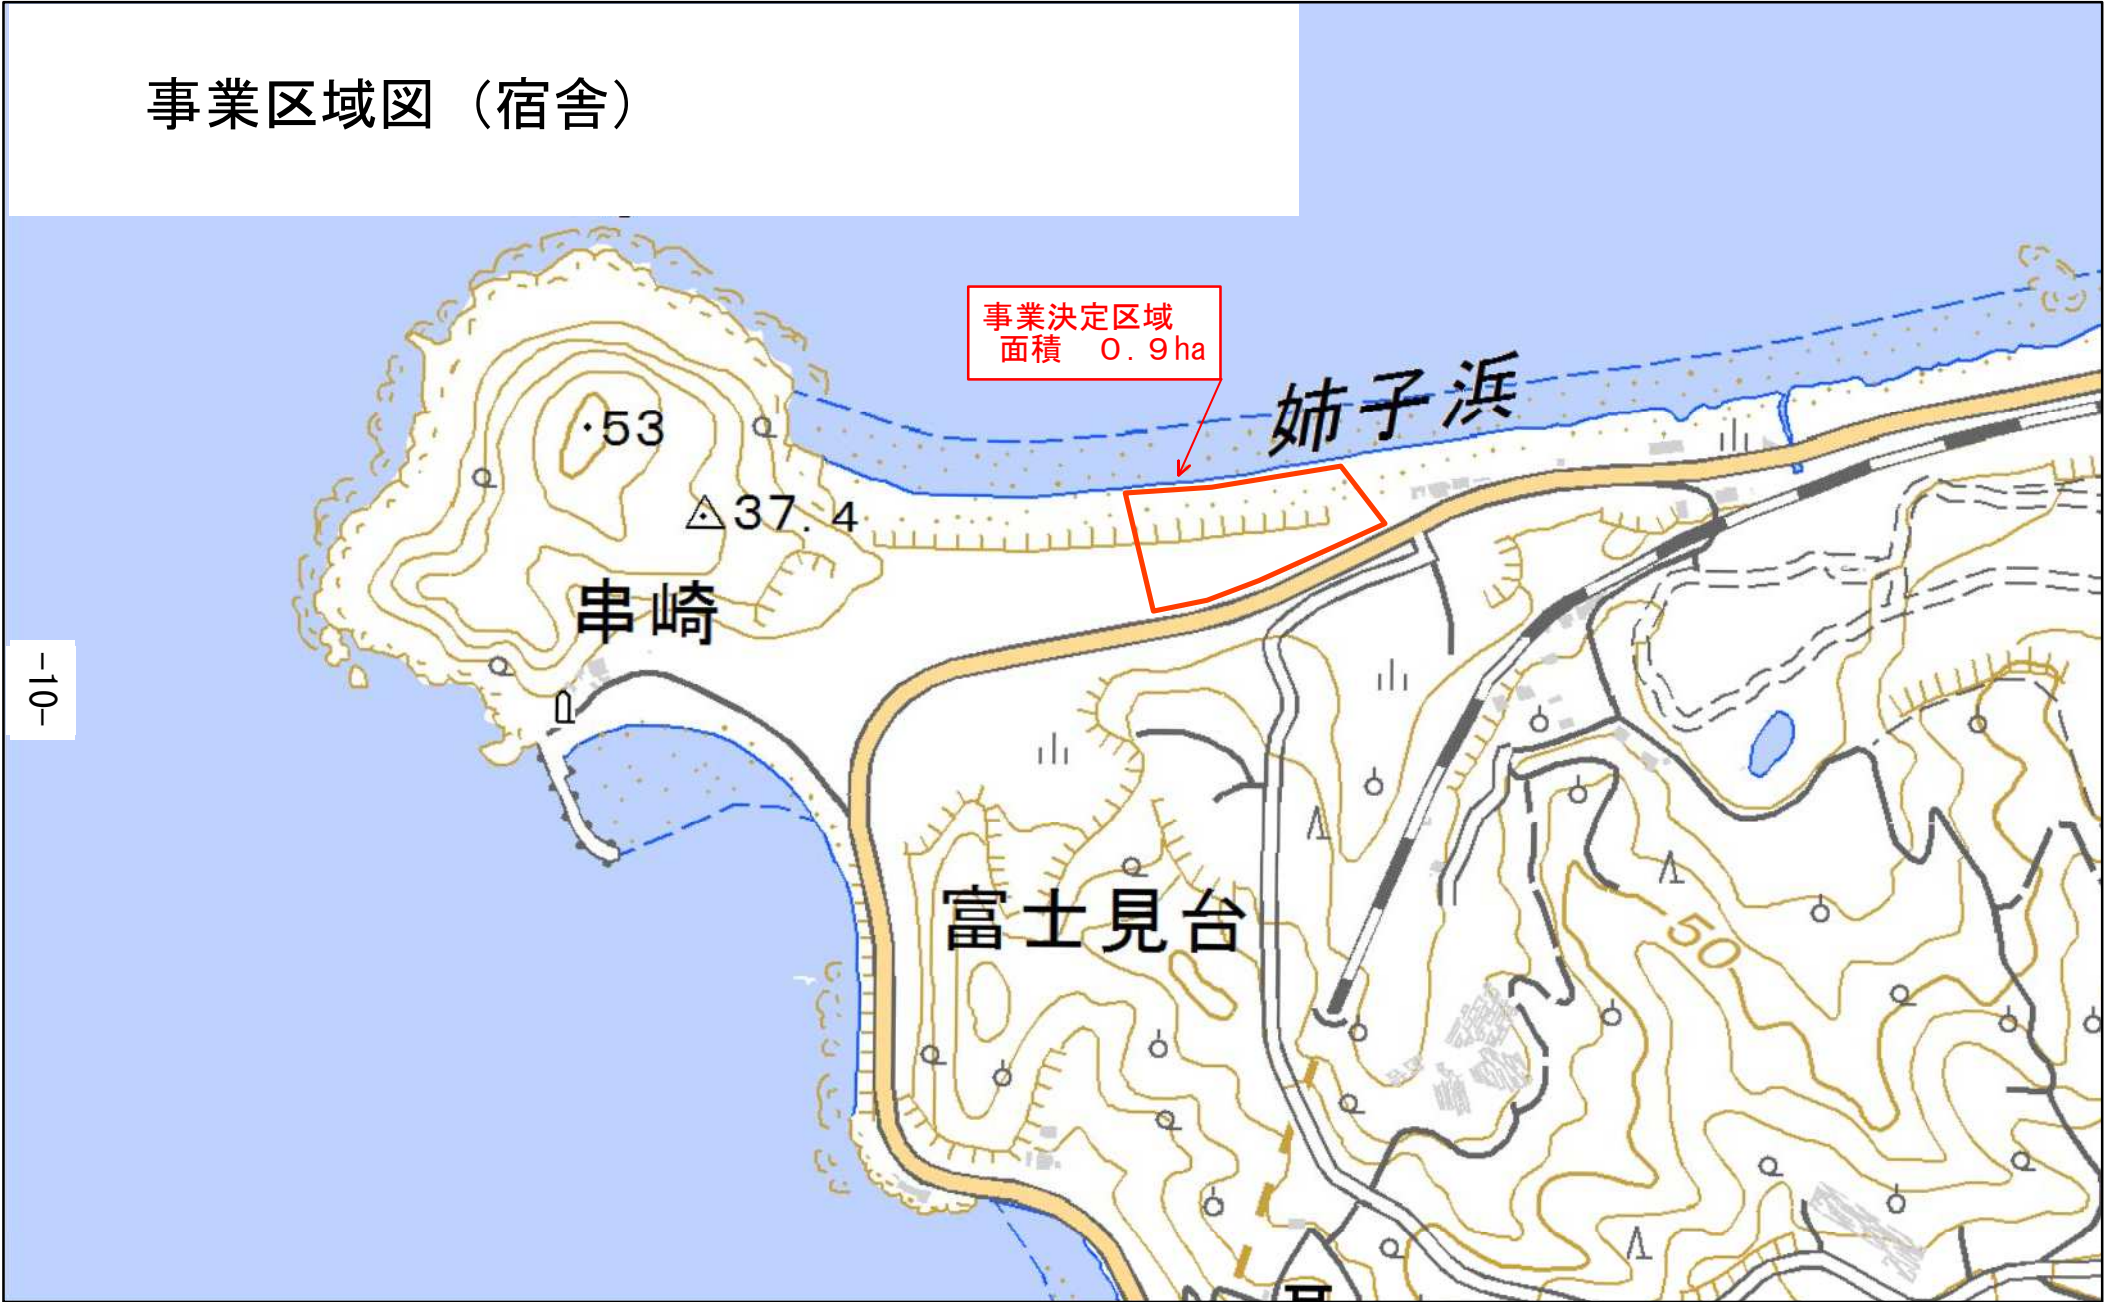 事業区域図（宿舎）
事業決定区域
面積　０.９ha
姉子浜
53
37.4
串崎
-10-
富士見台
50